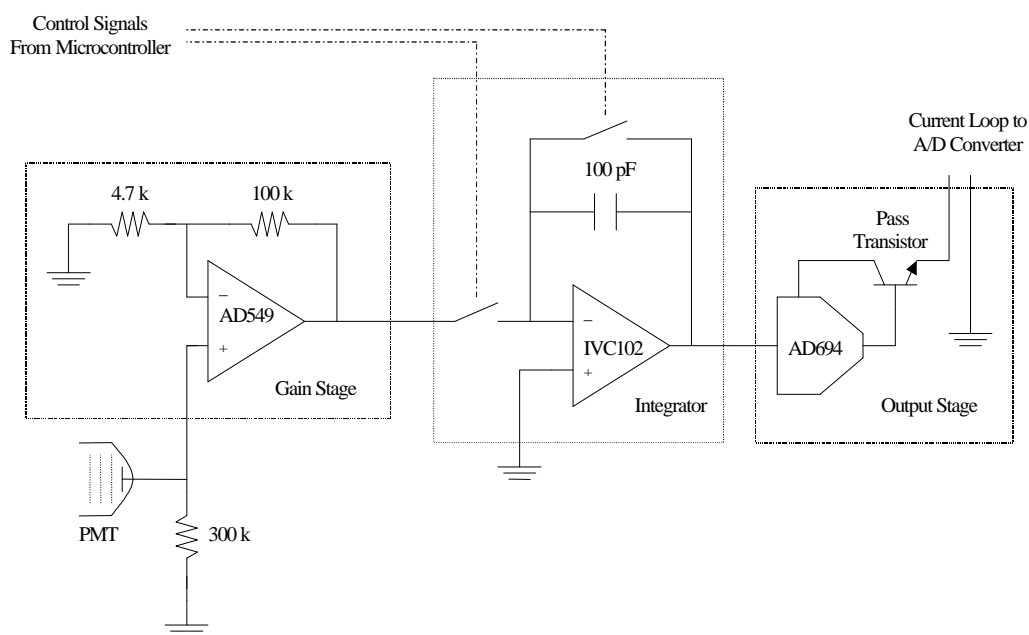 Control Signals
From Microcontroller
Current Loop to
A/D Converter
4.7 k
100 k
100 pF
Pass
Transistor
−
AD549
+
−
IVC102
+
AD694
Gain Stage
Integrator
Output Stage
PMT
300 k